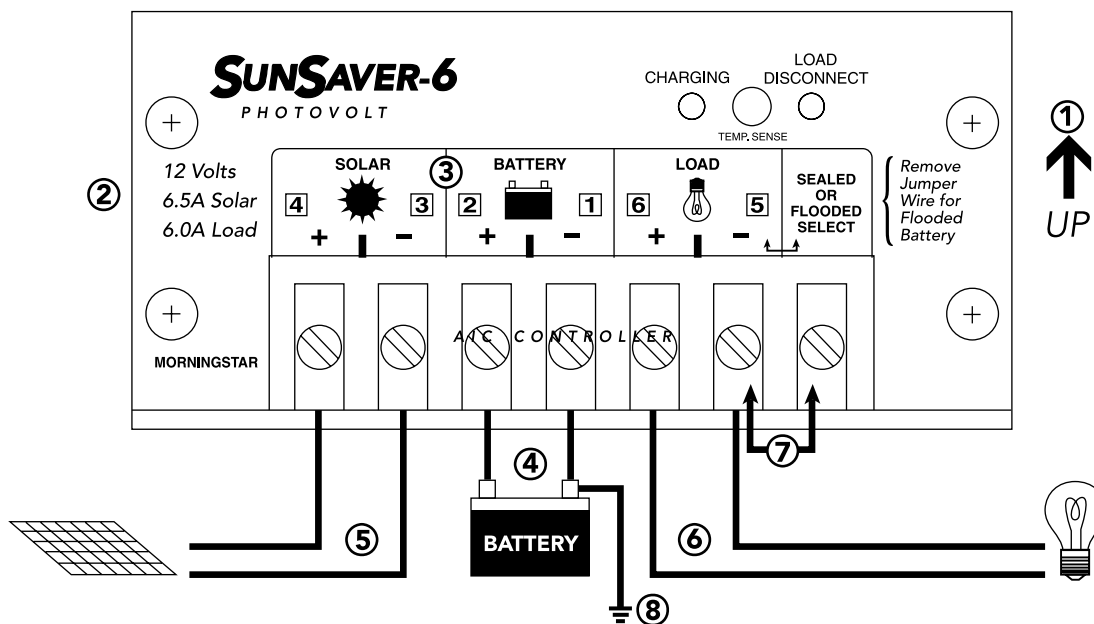 SUNSAVER-6
PHOTOVOLT
CHARGING
LOAD
DISCONNECT
TEMP. SENSE
①
UP
②
12 Volts
6.5A Solar
6.0A Load
SOLAR
③
BATTERY
LOAD
4
3
2
1
6
5
+
−
+
−
+
−
SEALED
OR
FLOODED
SELECT
Remove
Jumper
Wire for
Flooded
Battery
AIC CONTROLLER
MORNINGSTAR
④
⑦
⑤
BATTERY
⑥
⑧